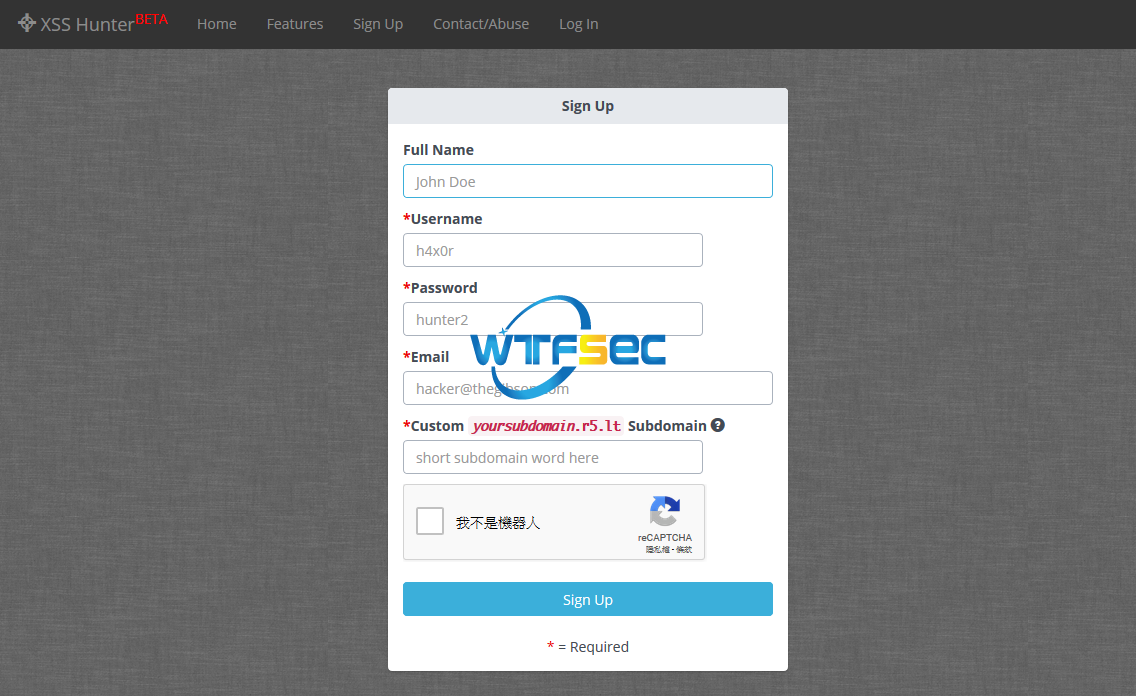 XSS Hunter BETA Home Features Sign Up Contact/Abuse Log In
Sign Up
Full Name
John Doe
*Username
h4x0r
*Password
hunter2
WTFSEC
*Email
hacker@thegibson.com
*Custom yoursubdomain.r5.lt Subdomain ?
short subdomain word here
我不是機器人
reCAPTCHA
隱私權 - 條款
Sign Up
* = Required